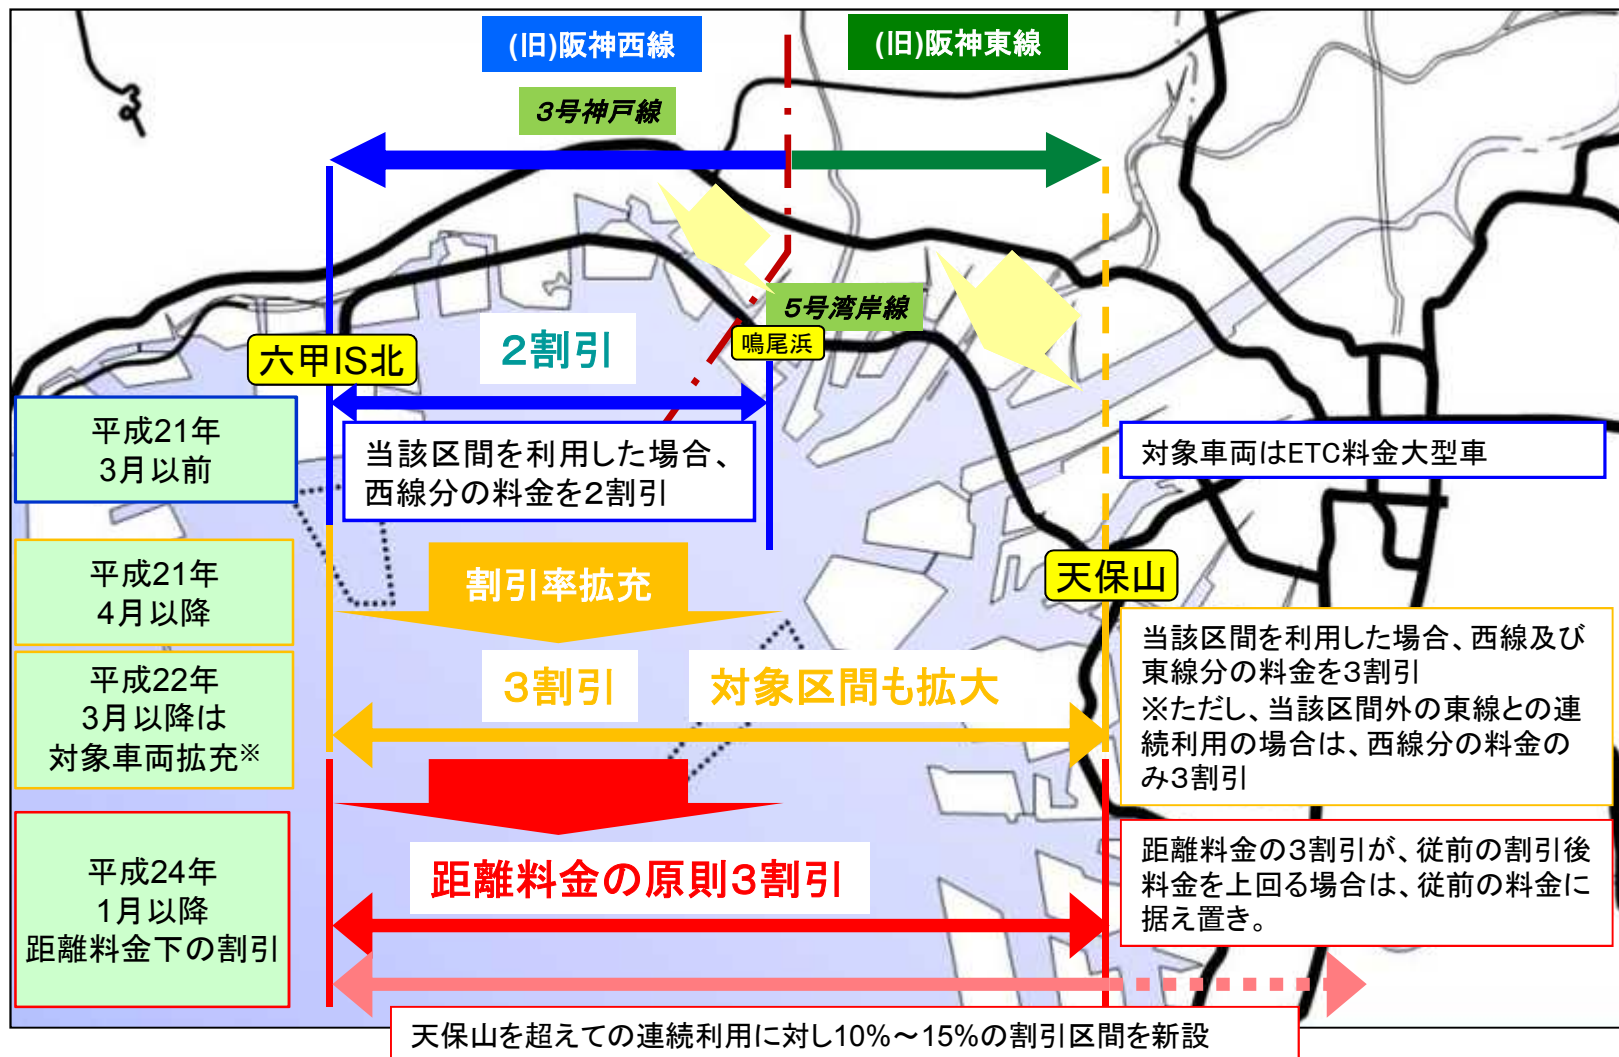 (旧)阪神西線
(旧)阪神東線
3号神戸線
5号湾岸線
六甲IS北
2割引
鳴尾浜
平成21年
3月以前
当該区間を利用した場合、
西線分の料金を2割引
対象車両はETC料金大型車
平成21年
4月以降
割引率拡充
天保山
平成22年
3月以降は
対象車両拡充※
3割引
対象区間も拡大
当該区間を利用した場合、西線及び
東線分の料金を3割引
※ただし、当該区間外の東線との連
続利用の場合は、西線分の料金の
み3割引
平成24年
1月以降
距離料金下の割引
距離料金の原則3割引
距離料金の3割引が、従前の割引後
料金を上回る場合は、従前の料金に
据え置き。
天保山を超えての連続利用に対し10%～15%の割引区間を新設